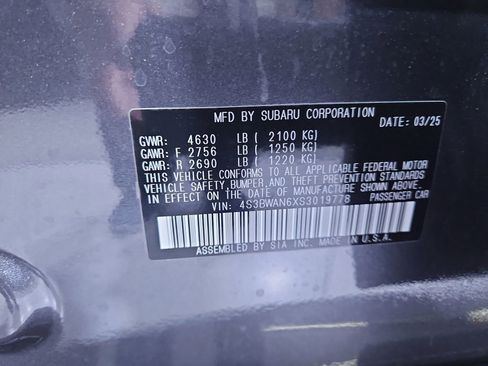 MFD BY SUBARU CORPORATION
DATE: 03/25
GVWR: 4630 LB ( 2100 KG)
GAWR: F 2756 LB ( 1250 KG)
GAWR: R 2690 LB ( 1220 KG)
THIS VEHICLE CONFORMS TO ALL APPLICABLE FEDERAL MOTOR
VEHICLE SAFETY, BUMPER, AND THEFT PREVENTION STANDARDS
IN EFFECT ON THE DATE OF MANUFACTURE SHOWN ABOVE.
VIN: 4S3BWAN6XS3019778 PASSENGER CAR
ASSEMBLED BY SIA INC. MADE IN U.S.A.